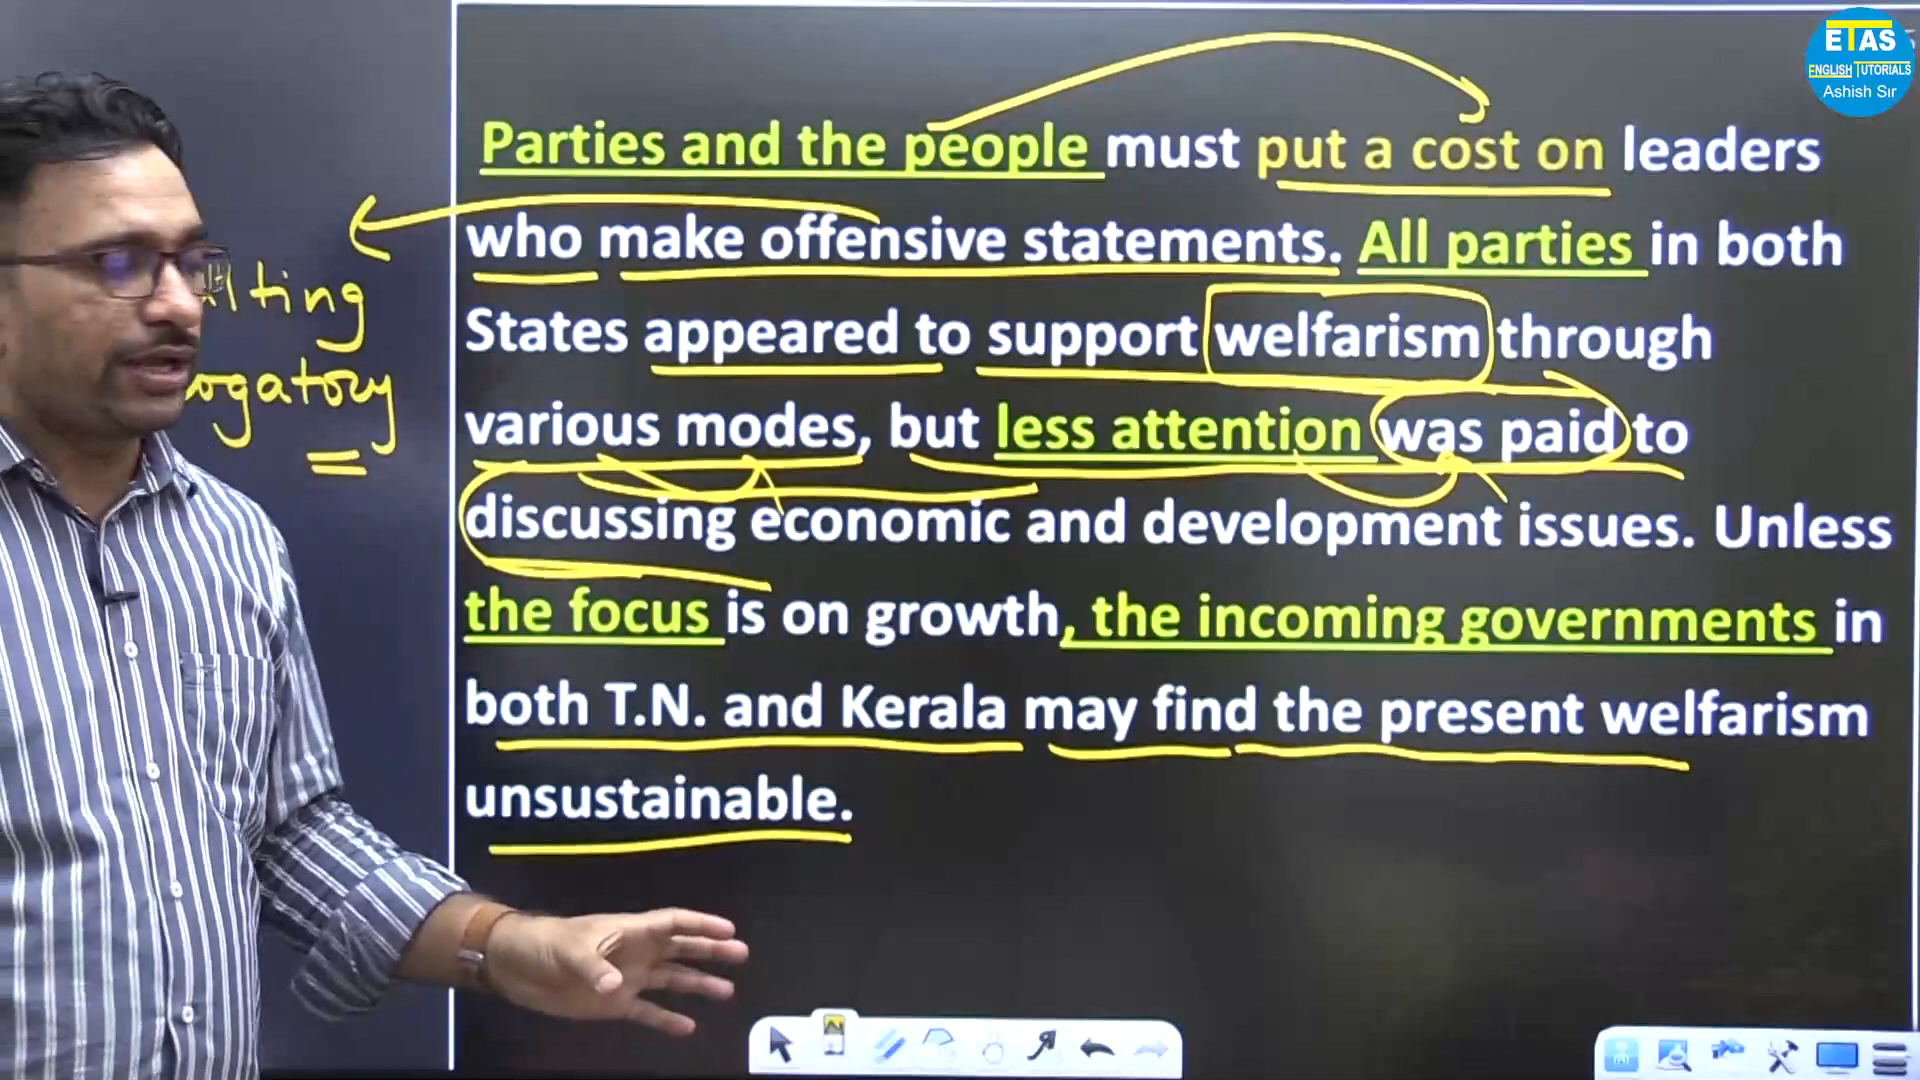 ETAS
ENGLISH TUTORIALS
Ashish Sir
Parties and the people must put a cost on leaders
who make offensive statements. All parties in both
States appeared to support welfarism through
various modes, but less attention was paid to
discussing economic and development issues. Unless
the focus is on growth, the incoming governments in
both T.N. and Kerala may find the present welfarism
unsustainable.